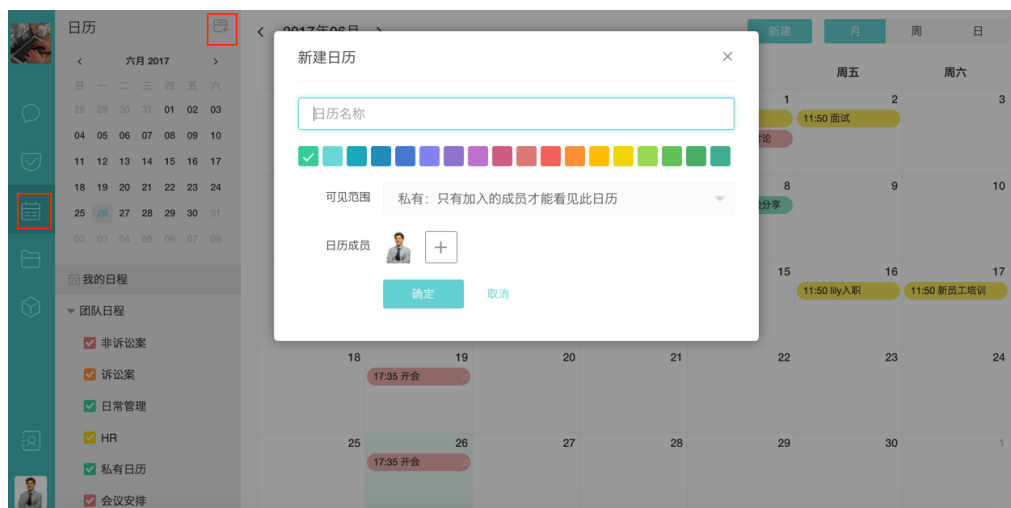 日历
六月 2017
日 一 二 三 四 五 六
28 29 30 31 01 02 03
04 05 06 07 08 09 10
11 12 13 14 15 16 17
18 19 20 21 22 23 24
25 26 27 28 29 30 01
02 03 04 05 06 07 08
我的日程
团队日程
非诉讼案
诉讼案
日常管理
HR
私有日历
会议安排
2017年06月
新建 月 周 日
新建日历
日历名称
可见范围 私有：只有加入的成员才能看见此日历
日历成员
确定 取消
周五 周六
1 2 3
11:50 面试
论
8 9 10
分享
15 16 17
11:50 lily入职 11:50 新员工培训
18 19 20 21 22 23 24
17:35 开会
25 26 27 28 29 30 1
17:35 开会